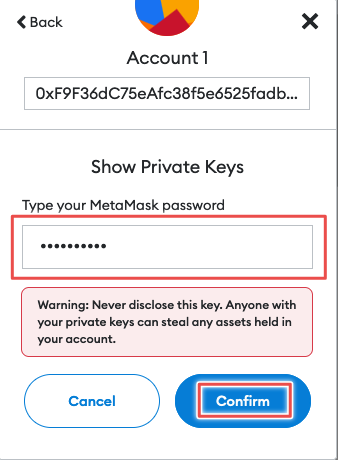 Back
Account 1
0xF9F36dC75eAfc38f5e6525fadb...
Show Private Keys
Type your MetaMask password
••••••••••
Warning: Never disclose this key. Anyone with
your private keys can steal any assets held in
your account.
Cancel
Confirm